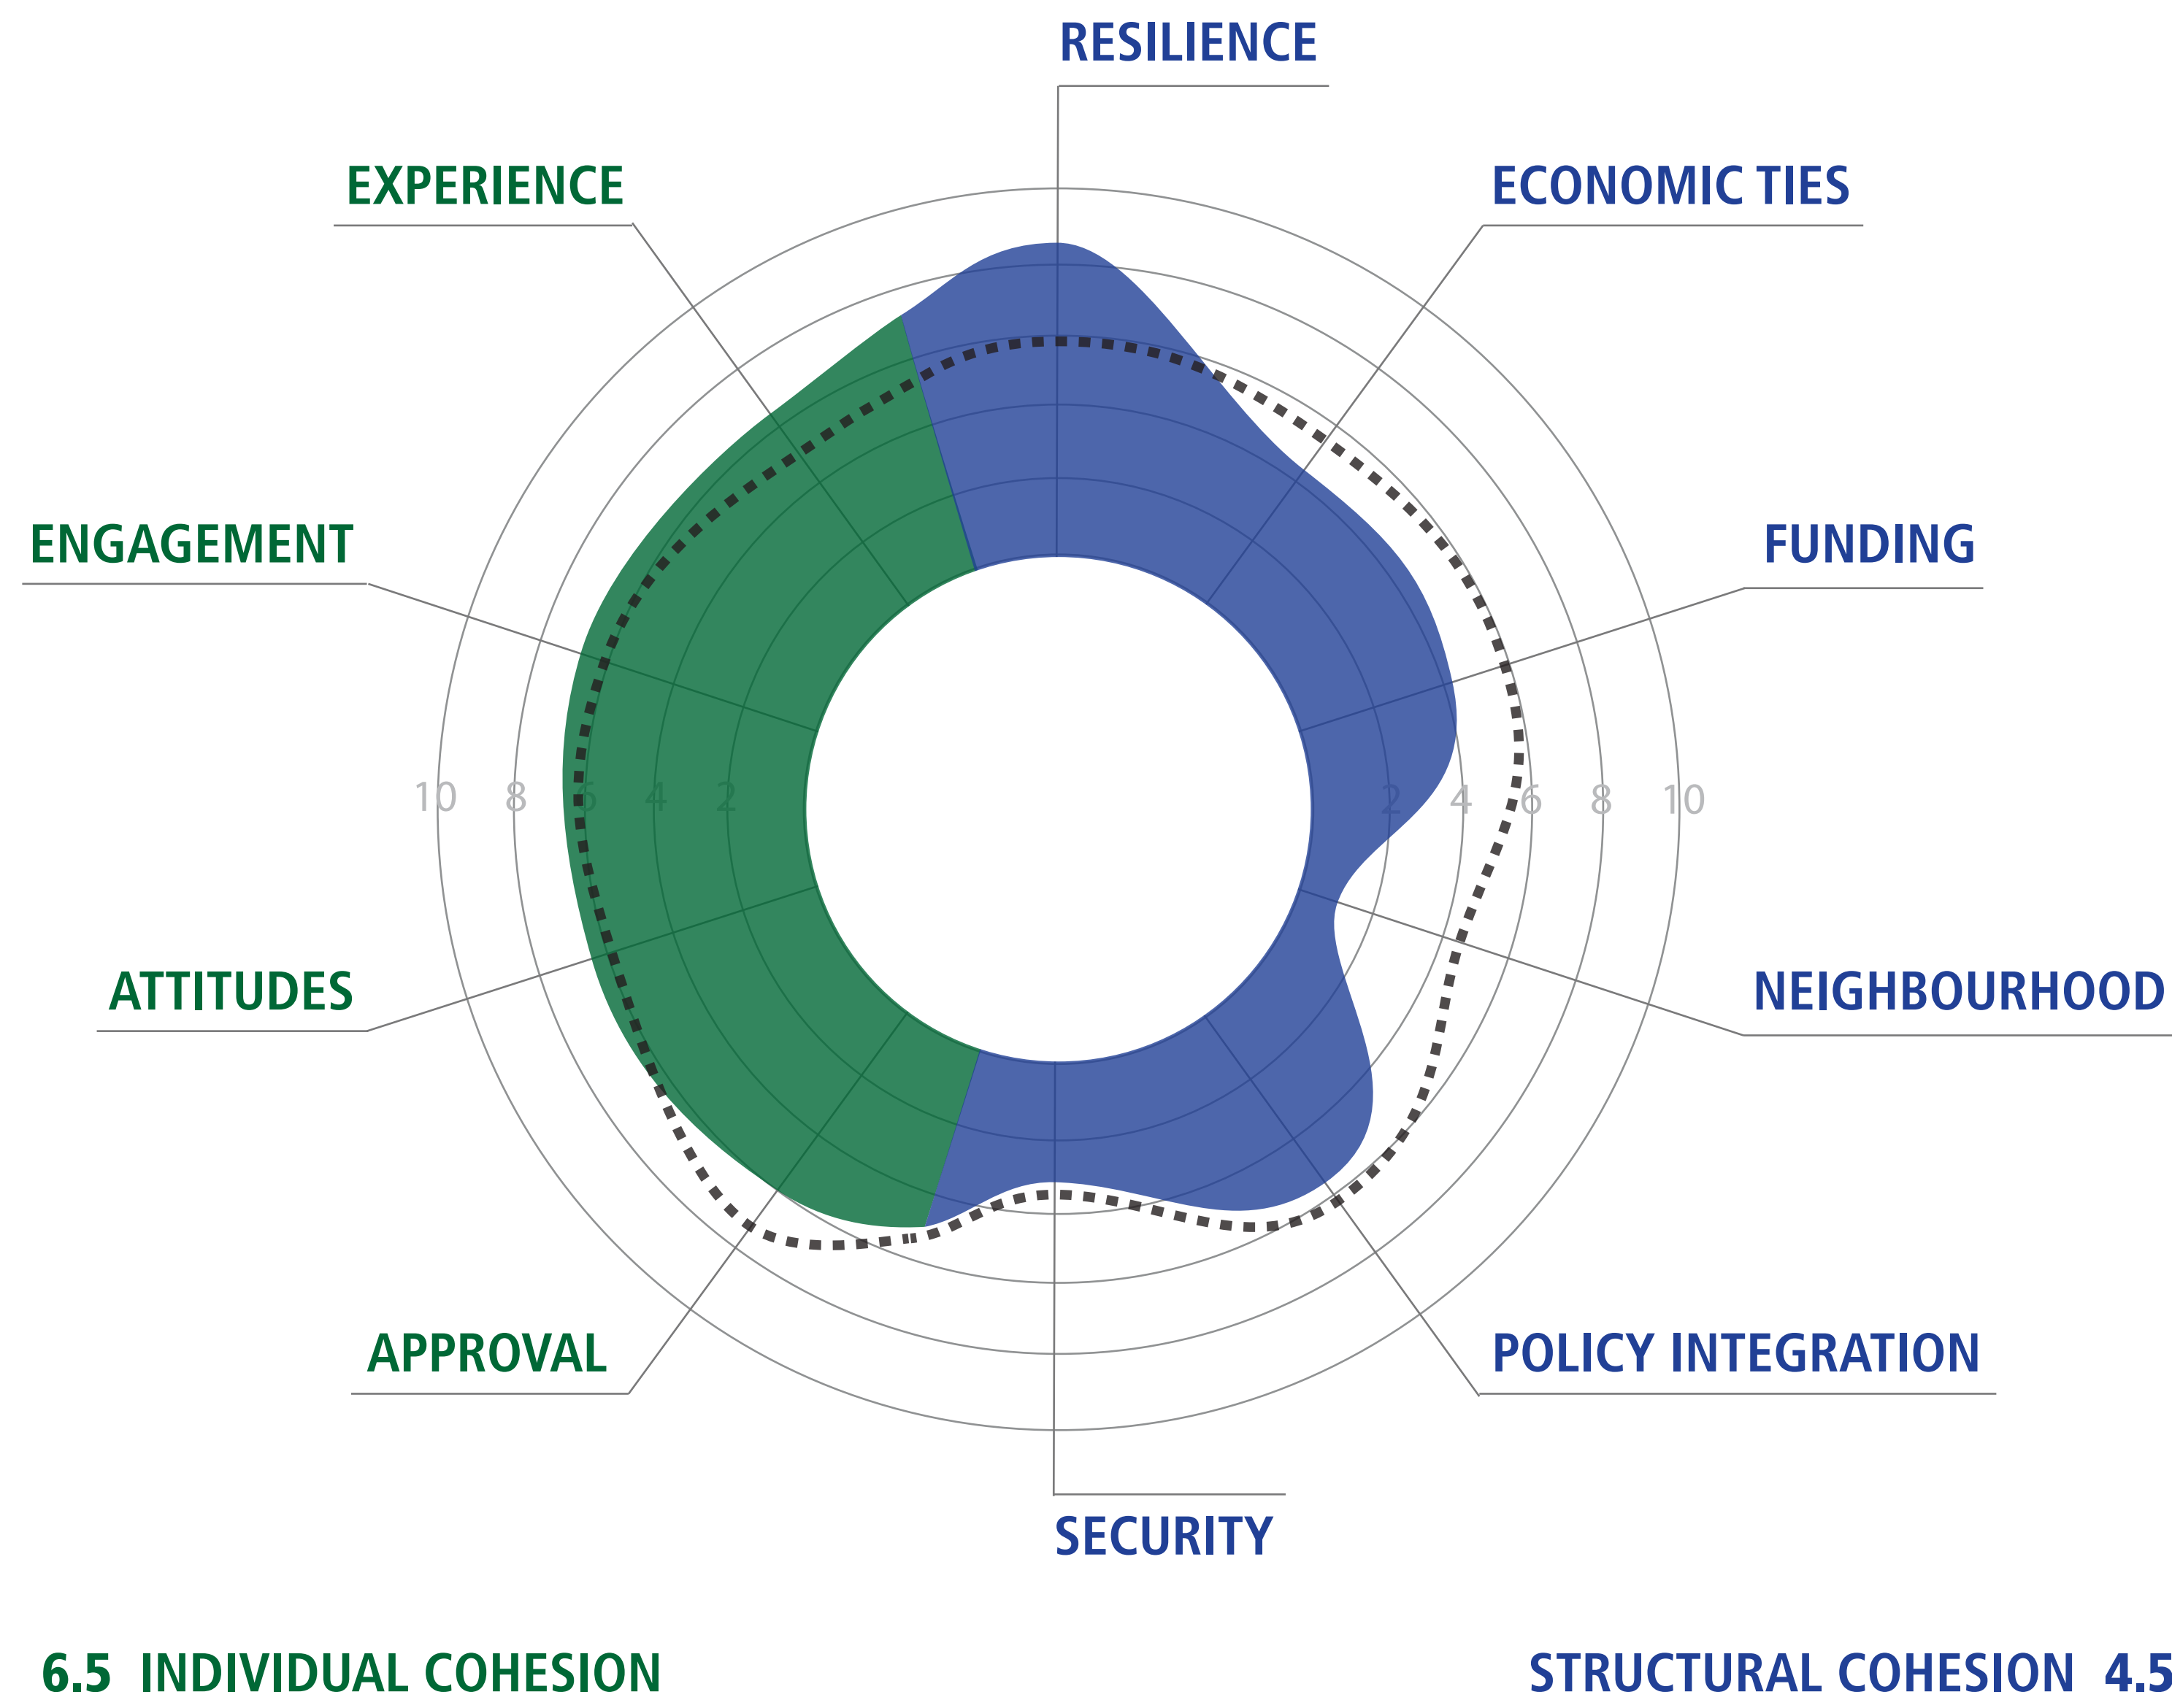 RESILIENCE
EXPERIENCE
ECONOMIC TIES
ENGAGEMENT
FUNDING
10 8 6 4 2 2 4 6 8 10
ATTITUDES
NEIGHBOURHOOD
APPROVAL
POLICY INTEGRATION
SECURITY
6.5 INDIVIDUAL COHESION
STRUCTURAL COHESION 4.5